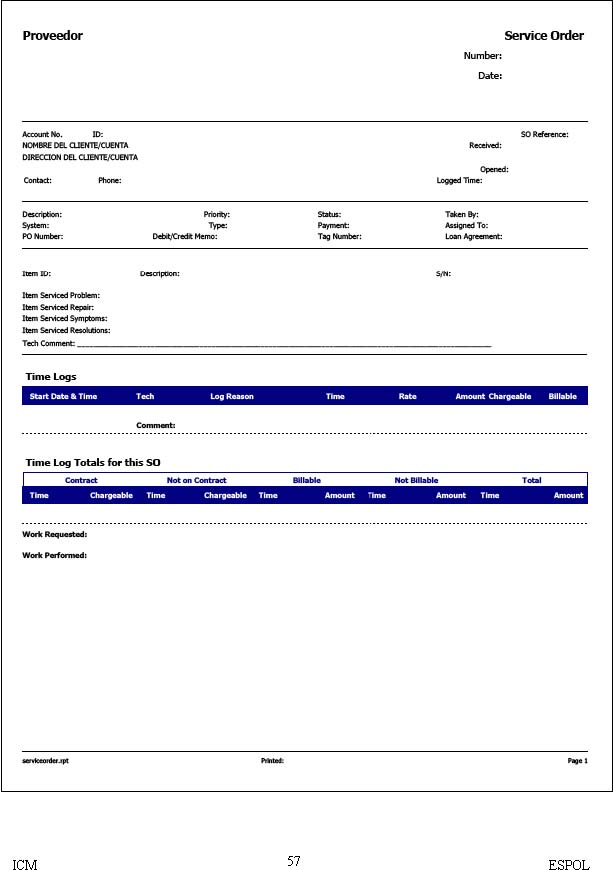 Proveedor Service Order
Number:
Date:
Account No. ID: SO Reference:
NOMBRE DEL CLIENTE/CUENTA Received:
DIRECCION DEL CLIENTE/CUENTA
Opened:
Contact: Phone: Logged Time:
Description: Priority: Status: Taken By:
System: Type: Payment: Assigned To:
PO Number: Debit/Credit Memo: Tag Number: Loan Agreement:
Item ID: Description: S/N:
Item Serviced Problem:
Item Serviced Repair:
Item Serviced Symptoms:
Item Serviced Resolutions:
Tech Comment: ____________________
Time Logs
Start Date & Time Tech Log Reason Time Rate Amount Chargeable Billable
Comment:
Time Log Totals for this SO
Contract Not on Contract Billable Not Billable Total
Time Chargeable Time Chargeable Time Amount Time Amount Time Amount
Work Requested:
Work Performed:
serviceorder.rpt Printed: Page 1
ICM 57 ESPOL